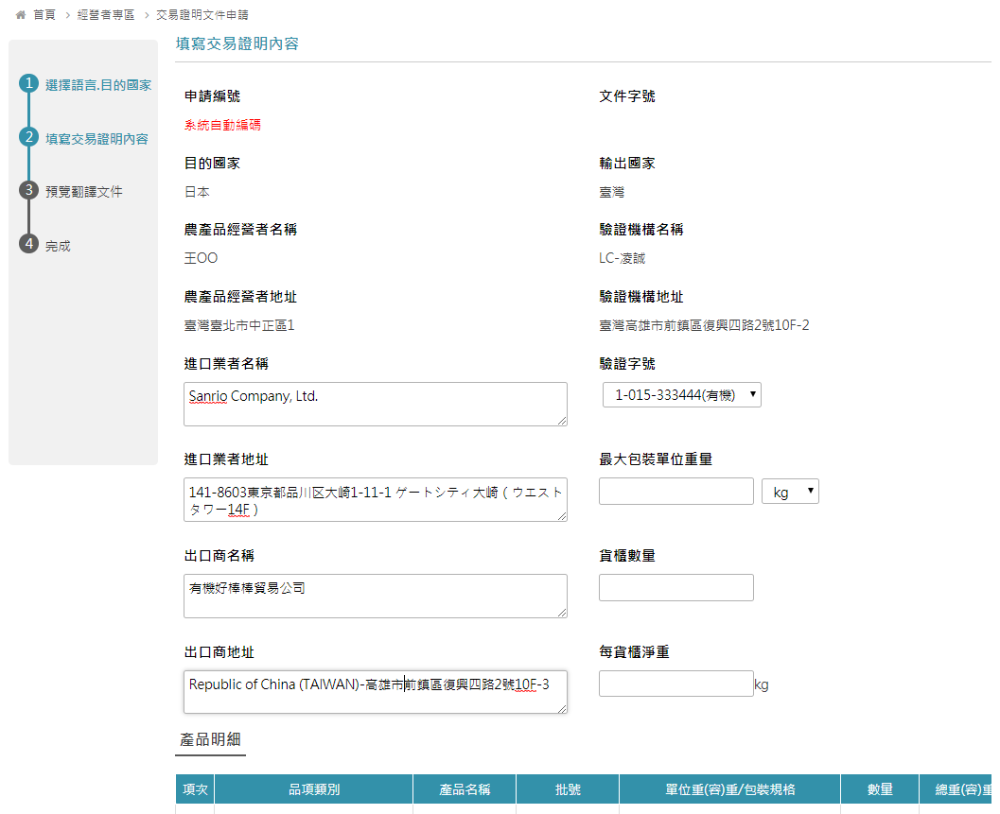 首頁 > 經營者專區 > 交易證明文件申請
填寫交易證明內容
1 選擇語言.目的國家
2 填寫交易證明內容
3 預覽翻譯文件
4 完成
申請編號 文件字號
系統自動編碼
目的國家 輸出國家
日本 臺灣
農產品經營者名稱 驗證機構名稱
王OO LC-凌誠
農產品經營者地址 驗證機構地址
臺灣臺北市中正區1 臺灣高雄市前鎮區復興四路2號10F-2
進口業者名稱 驗證字號
Sanrio Company, Ltd. 1-015-333444(有機)
進口業者地址 最大包裝單位重量
141-8603東京都品川区大崎1-11-1 ゲートシティ大崎（ウエスト kg
タワー14F）
出口商名稱 貨櫃數量
有機好棒棒貿易公司
出口商地址 每貨櫃淨重
Republic of China (TAIWAN)-高雄市前鎮區復興四路2號10F-3 kg
產品明細
項次 品項類別 產品名稱 批號 單位重(容)重/包裝規格 數量 總重(容)重